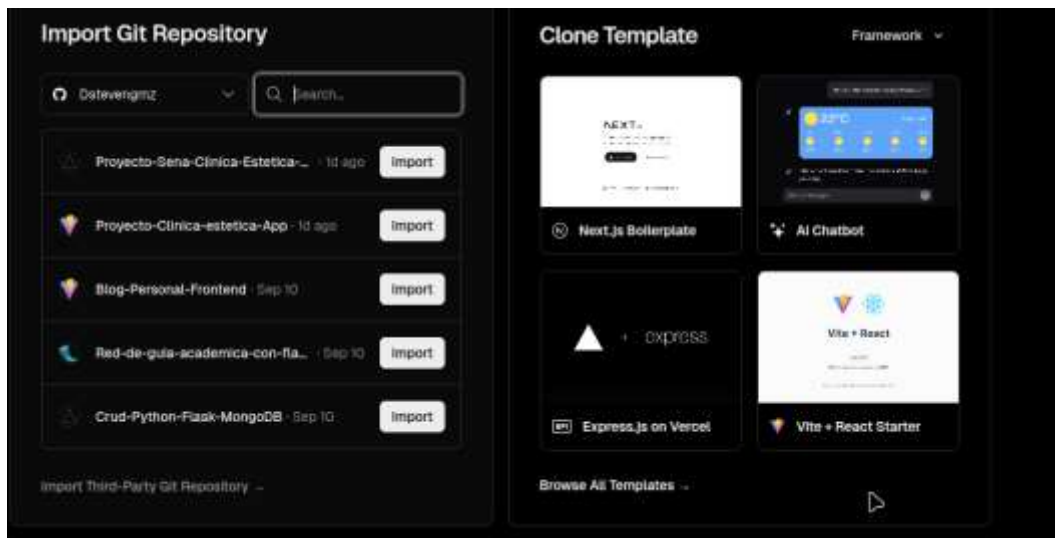 Import Git Repository
Dstevengmz
Search...
Proyecto-Sena-Clinica-Estetica-... · 1d ago
Import
Proyecto-Clinica-estetica-App · 1d ago
Import
Blog-Personal-Frontend · Sep 10
Import
Red-de-guia-academica-con-fla... · Sep 10
Import
Crud-Python-Flask-MongoDB · Sep 10
Import
Import Third-Party Git Repository →
Clone Template
Framework
NEXT.
22°C
Next.js Boilerplate
AI Chatbot
+ express
Vite + React
Express.js on Vercel
Vite + React Starter
Browse All Templates →